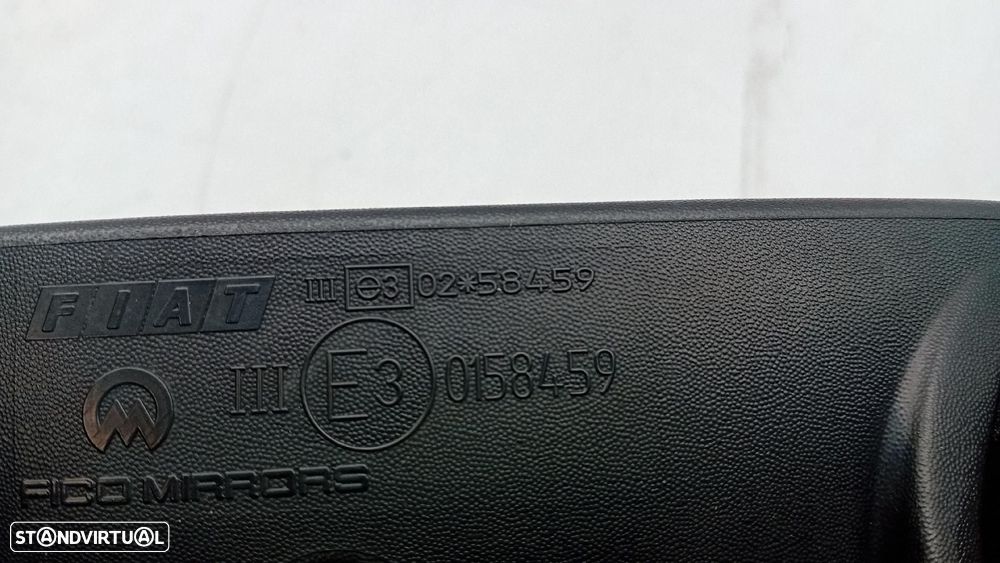 FIAT
III e3 02*58459
III E3 0158459
FICO MIRRORS
STANDVIRTUAL